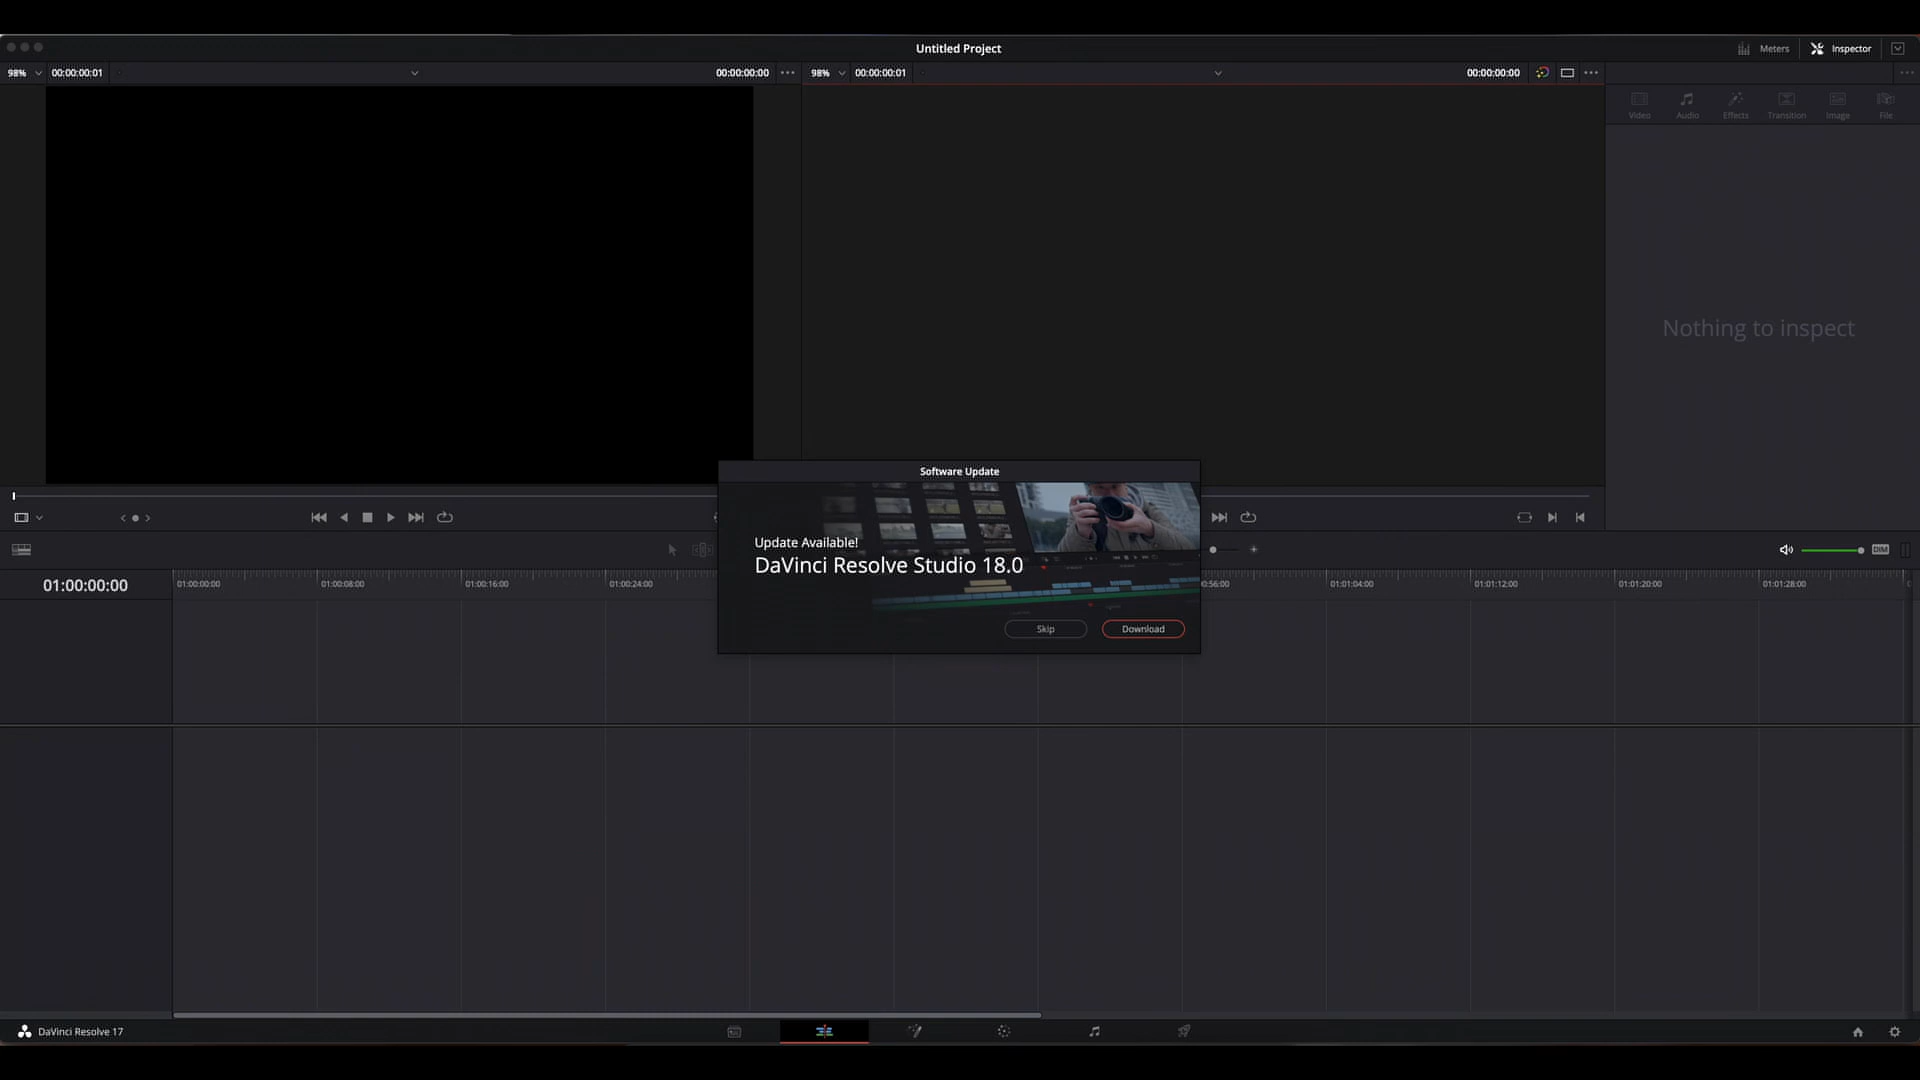 Untitled Project
Meters
Inspector
98%
00:00:00:01
00:00:00:00
98%
00:00:00:01
00:00:00:00
Video
Audio
Effects
Transition
Image
File
Nothing to inspect
Software Update
Update Available!
DaVinci Resolve Studio 18.0
Skip
Download
DIM
01:00:00:00
01:00:00:00
01:00:08:00
01:00:16:00
01:00:24:00
0:56:00
01:01:04:00
01:01:12:00
01:01:20:00
01:01:28:00
DaVinci Resolve 17